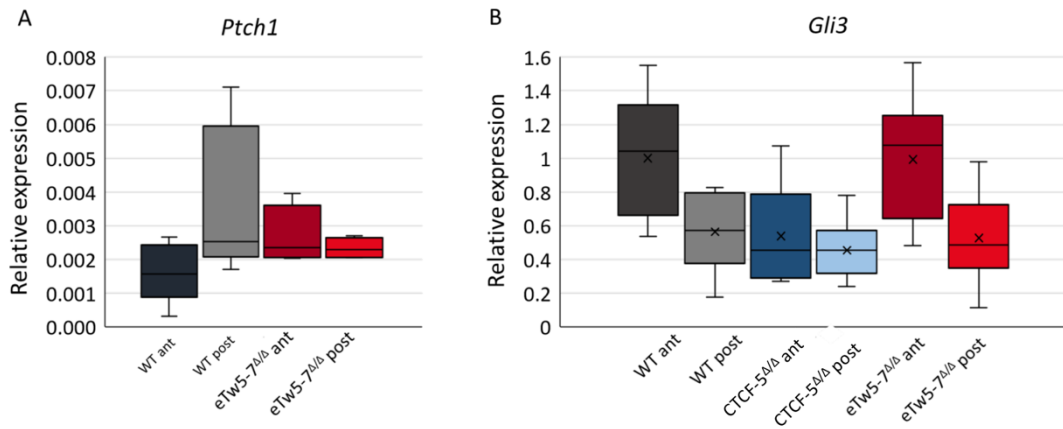 A
Ptch1
Relative expression
0.008
0.007
0.006
0.005
0.004
0.003
0.002
0.001
0.000
WT ant
WT post
eTw5-7Δ/Δ ant
eTw5-7Δ/Δ post
B
Gli3
Relative expression
1.6
1.4
1.2
1
0.8
0.6
0.4
0.2
0
WT ant
WT post
CTCF-5Δ/Δ ant
CTCF-5Δ/Δ post
eTw5-7Δ/Δ ant
eTw5-7Δ/Δ post